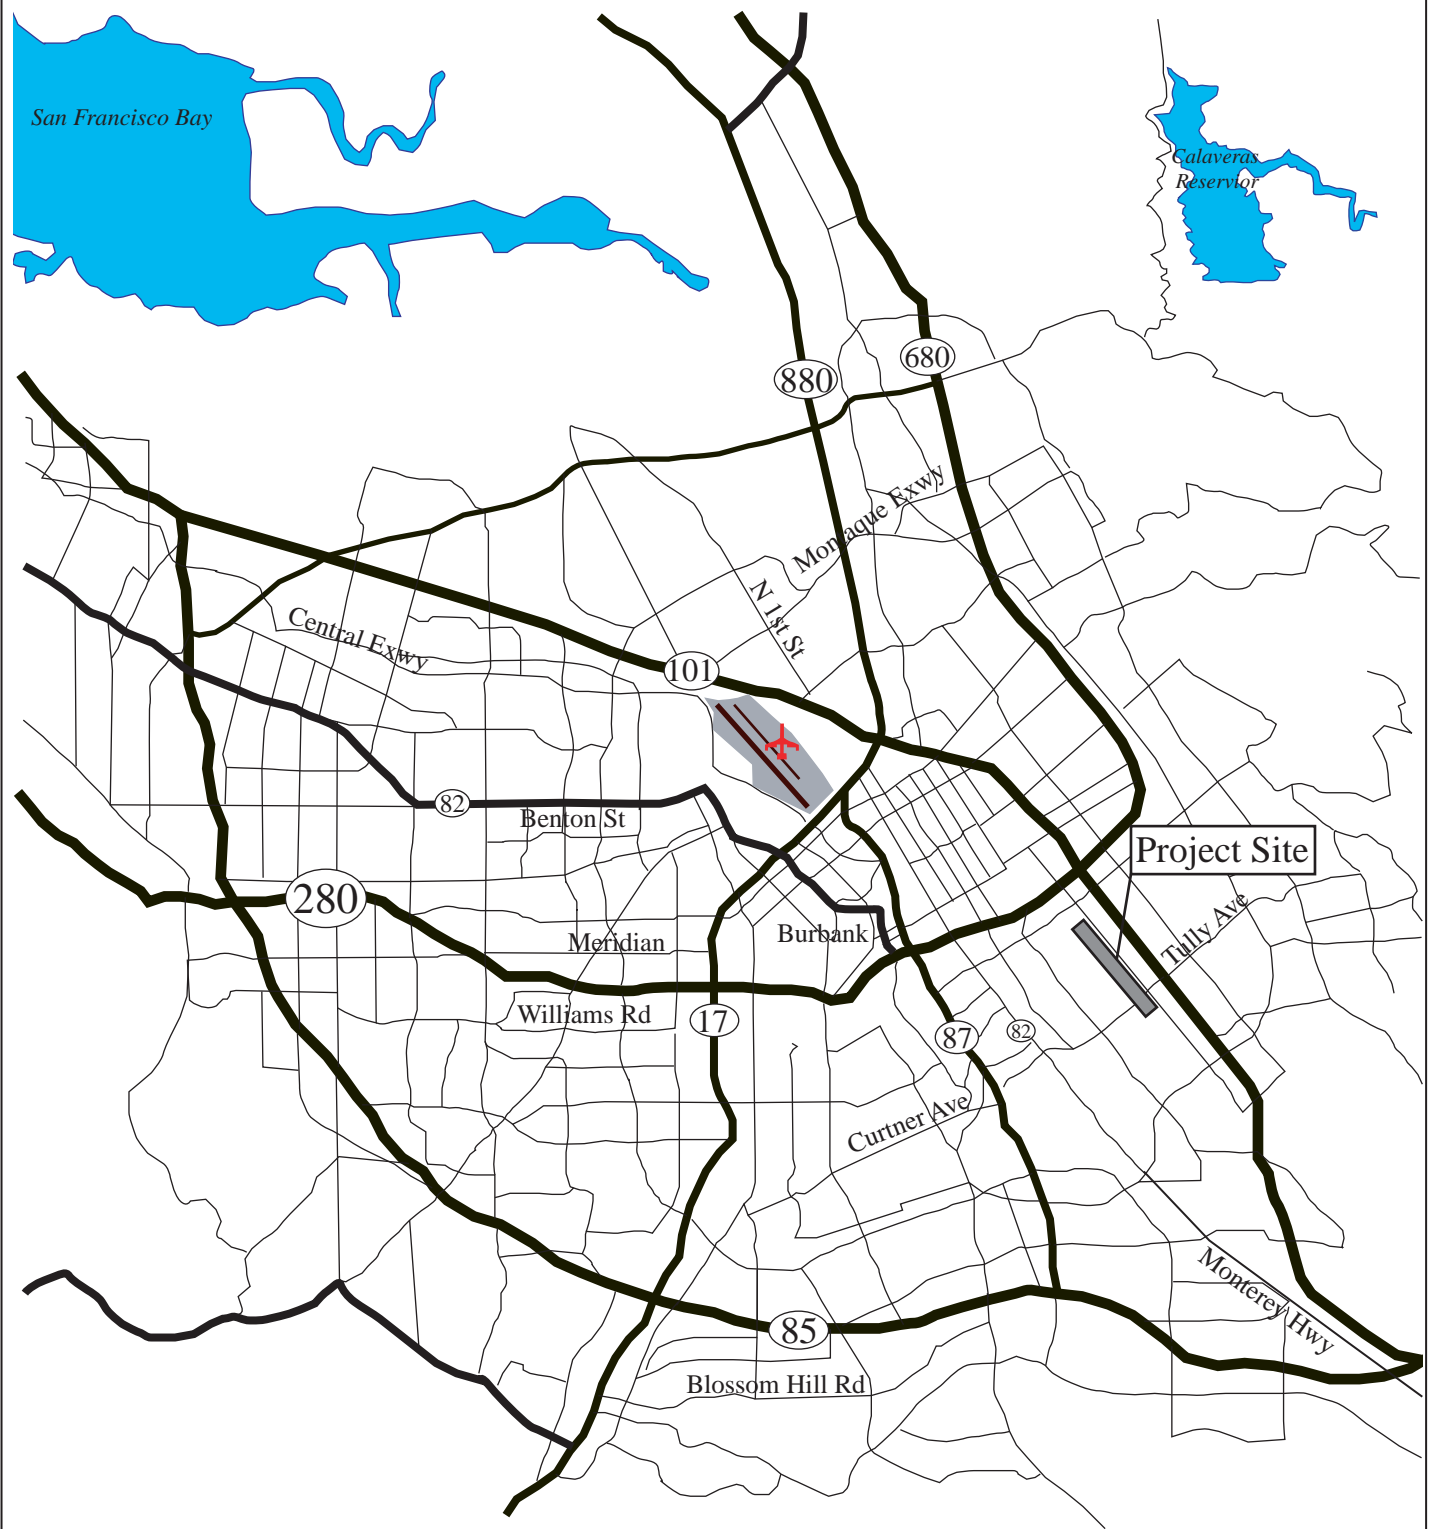 San Francisco Bay
Calaveras
Reservior
680
880
Montaque Exwy
N 1st St
Central Exwy
101
82
Benton St
Project Site
280
Tully Ave
Burbank
Meridian
Williams Rd
17
87
82
Curtner Ave
Monterey Hwy
85
Blossom Hill Rd